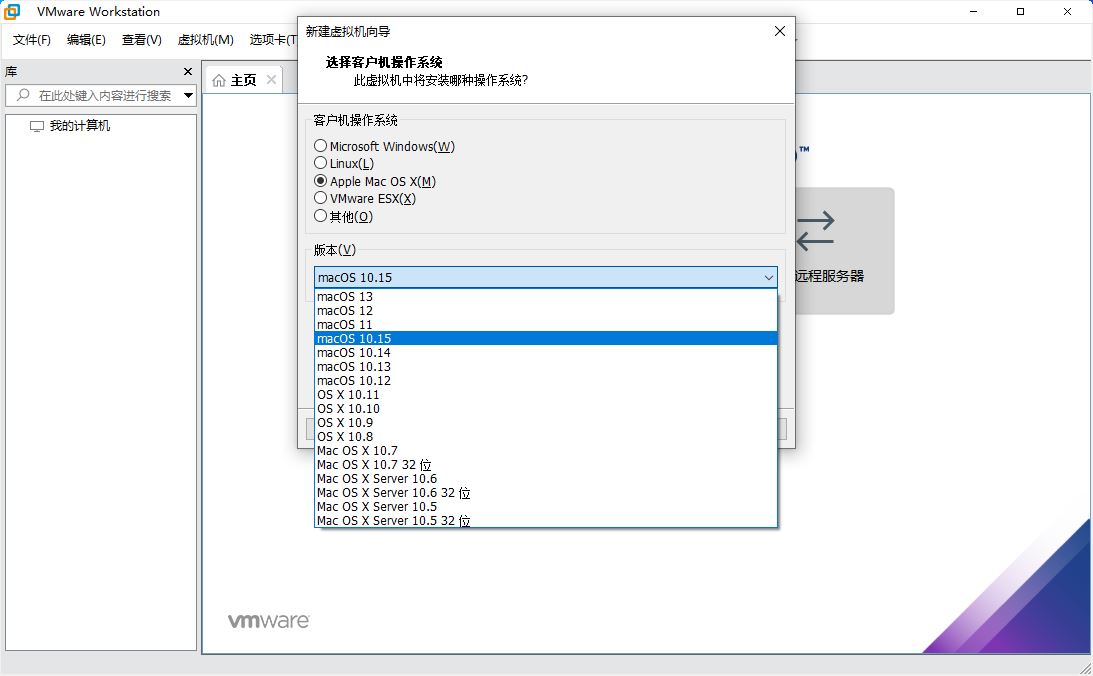 VMware Workstation
文件(F) 编辑(E) 查看(V) 虚拟机(M) 选项卡(T
库
在此处键入内容进行搜索
我的计算机
主页
新建虚拟机向导
选择客户机操作系统
此虚拟机中将安装哪种操作系统?
客户机操作系统
Microsoft Windows(W)
Linux(L)
Apple Mac OS X(M)
VMware ESX(X)
其他(O)
版本(V)
macOS 10.15
macOS 13
macOS 12
macOS 11
macOS 10.15
macOS 10.14
macOS 10.13
macOS 10.12
OS X 10.11
OS X 10.10
OS X 10.9
OS X 10.8
Mac OS X 10.7
Mac OS X 10.7 32 位
Mac OS X Server 10.6
Mac OS X Server 10.6 32 位
Mac OS X Server 10.5
Mac OS X Server 10.5 32 位
™
远程服务器
vmware